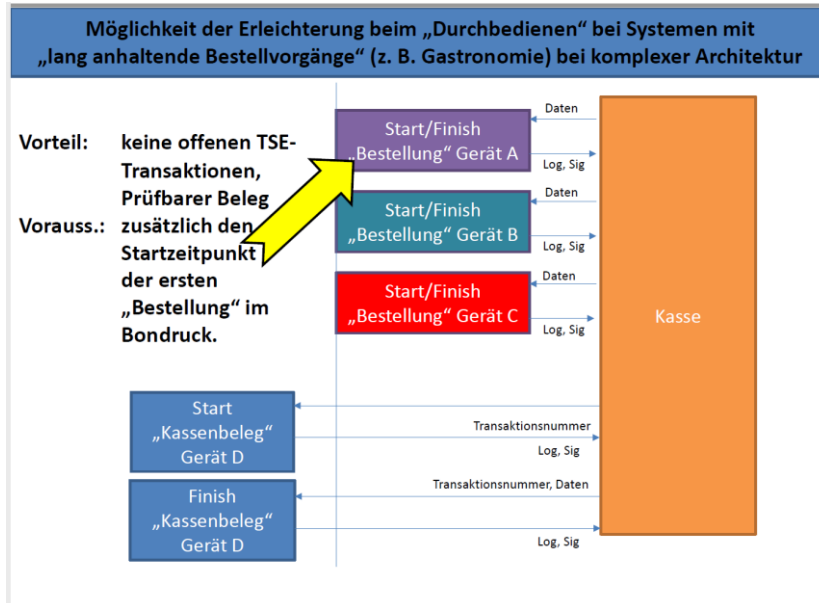 Möglichkeit der Erleichterung beim „Durchbedienen“ bei Systemen mit
„lang anhaltende Bestellvorgänge“ (z. B. Gastronomie) bei komplexer Architektur
Vorteil: keine offenen TSE-
Transaktionen,
Prüfbarer Beleg
Vorauss.: zusätzlich den
Startzeitpunkt
der ersten
„Bestellung“ im
Bondruck.
Start/Finish
„Bestellung“ Gerät A
Daten
Log, Sig
Start/Finish
„Bestellung“ Gerät B
Daten
Log, Sig
Start/Finish
„Bestellung“ Gerät C
Daten
Log, Sig
Kasse
Start
„Kassenbeleg“
Gerät D
Transaktionsnummer
Log, Sig
Finish
„Kassenbeleg“
Gerät D
Transaktionsnummer, Daten
Log, Sig